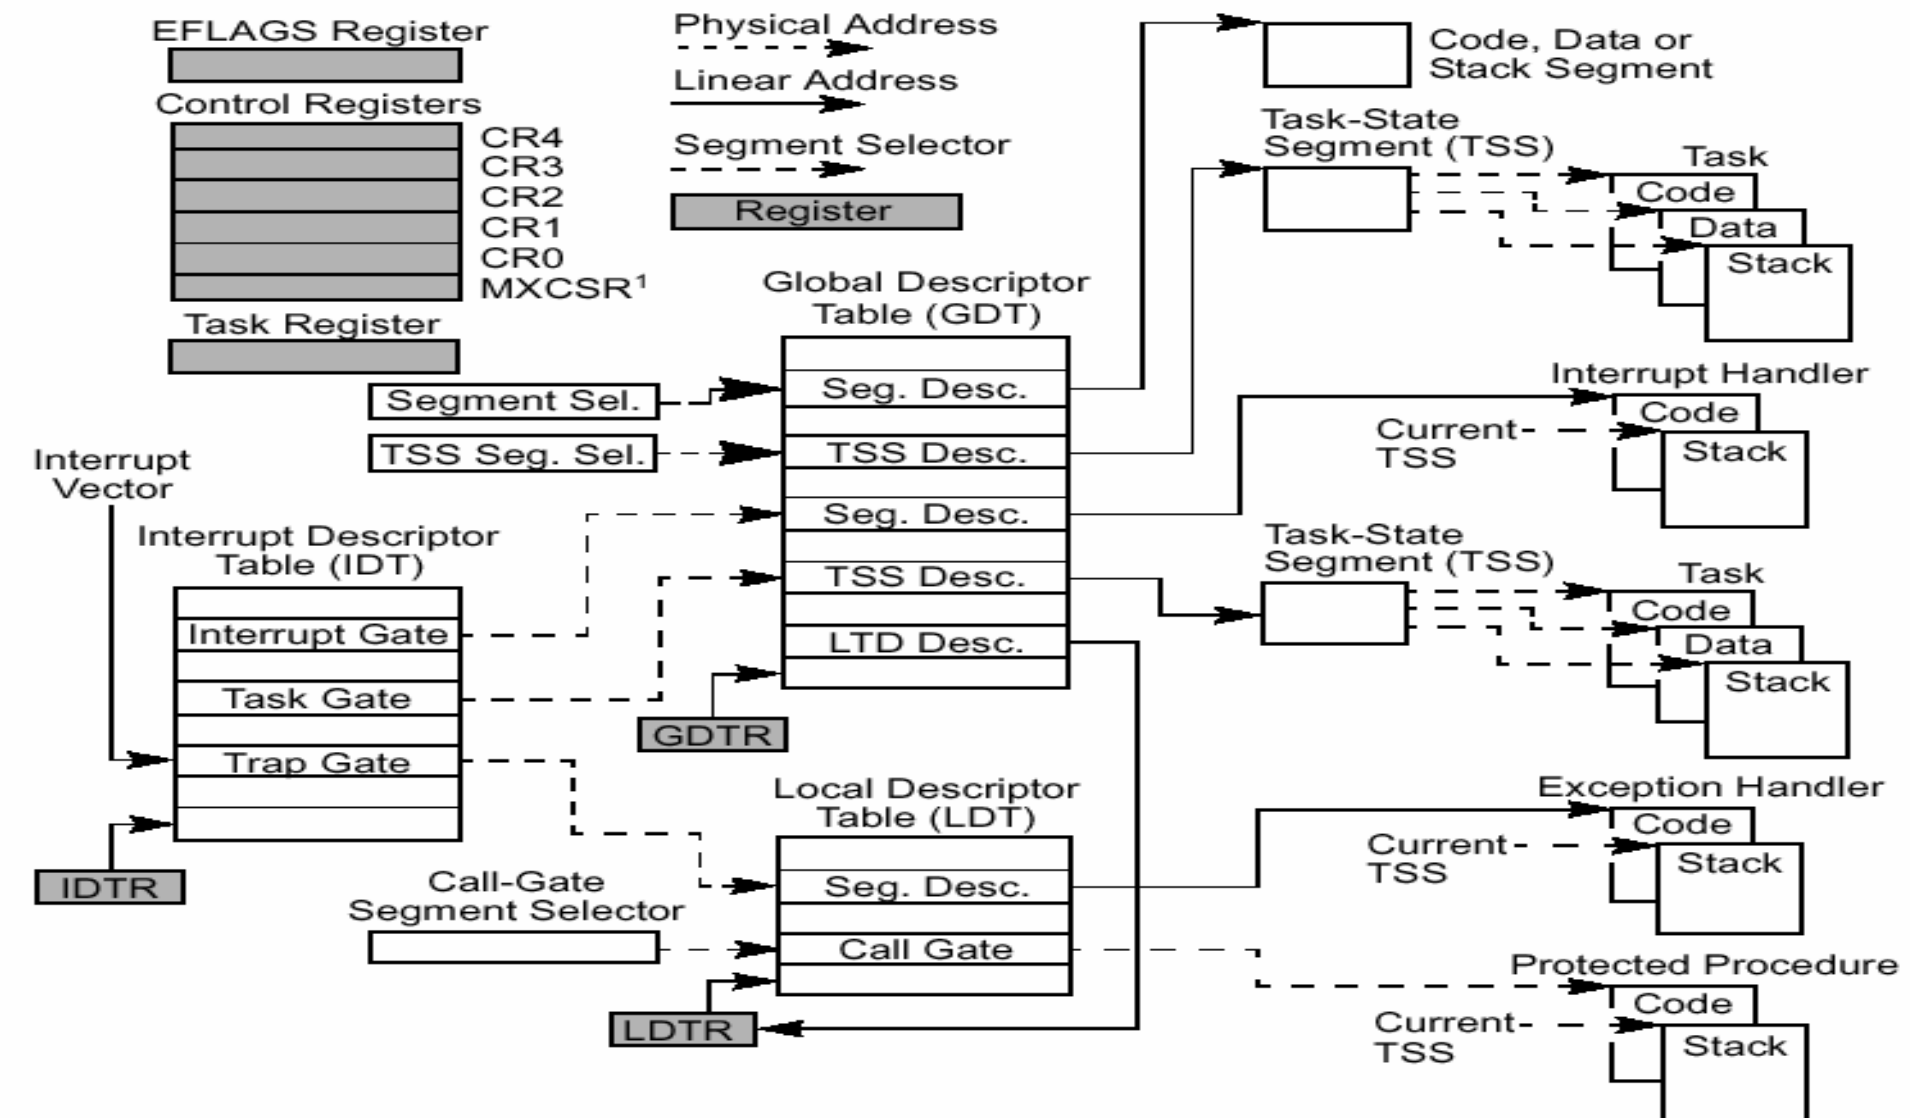 EFLAGS Register
Control Registers
CR4
CR3
CR2
CR1
CR0
MXCSR¹
Task Register
Physical Address
Linear Address
Segment Selector
Register
Code, Data or
Stack Segment
Task-State
Segment (TSS)
Task
Code
Data
Stack
Global Descriptor
Table (GDT)
Seg. Desc.
TSS Desc.
Seg. Desc.
TSS Desc.
LTD Desc.
Segment Sel.
TSS Seg. Sel.
Interrupt
Vector
Interrupt Descriptor
Table (IDT)
Interrupt Gate
Task Gate
Trap Gate
IDTR
GDTR
Interrupt Handler
Code
Current
TSS
Stack
Task-State
Segment (TSS)
Task
Code
Data
Stack
Local Descriptor
Table (LDT)
Seg. Desc.
Call Gate
Call-Gate
Segment Selector
LDTR
Exception Handler
Code
Current
TSS
Stack
Protected Procedure
Code
Current
TSS
Stack